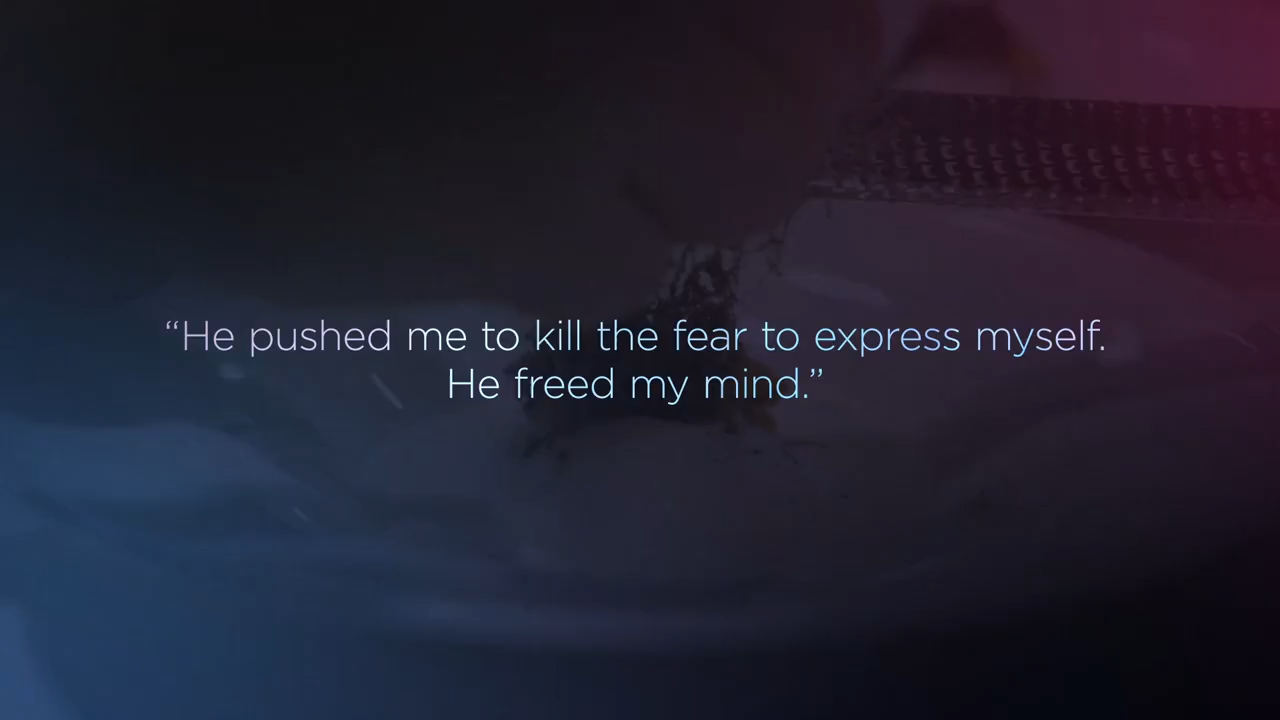 “He pushed me to kill the fear to express myself.
He freed my mind.”